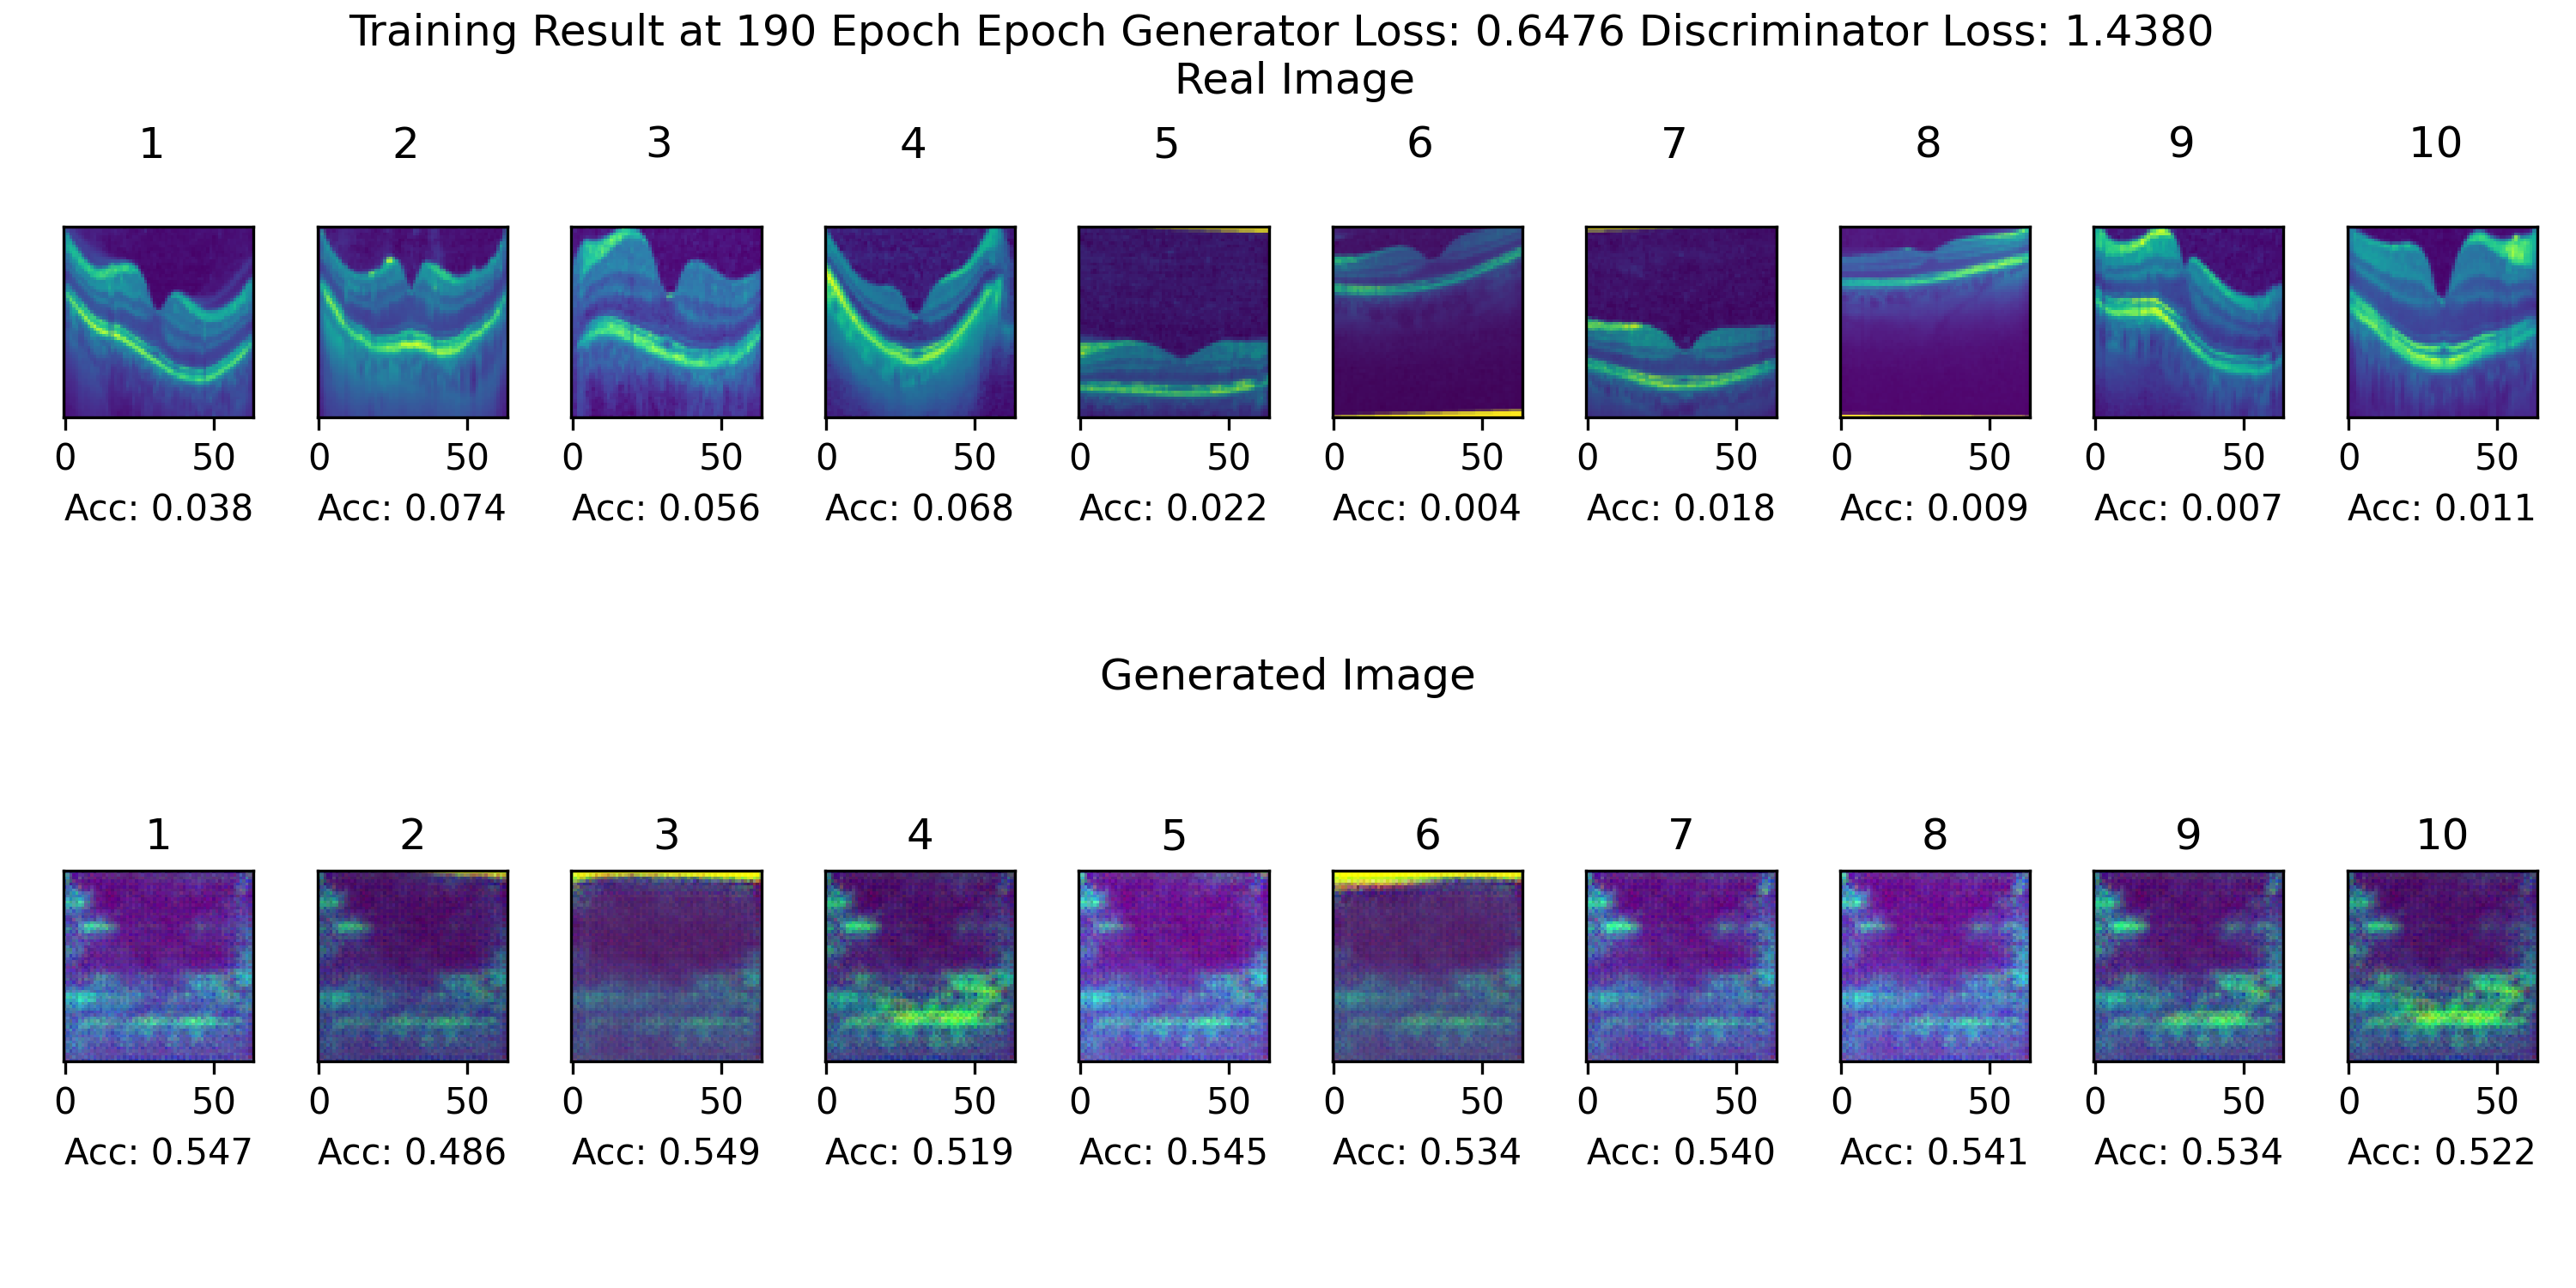 Training Result at 190 Epoch Epoch Generator Loss: 0.6476 Discriminator Loss: 1.4380
Real Image
1 2 3 4 5 6 7 8 9 10
0 50 0 50 0 50 0 50 0 50 0 50 0 50 0 50 0 50 0 50
Acc: 0.038 Acc: 0.074 Acc: 0.056 Acc: 0.068 Acc: 0.022 Acc: 0.004 Acc: 0.018 Acc: 0.009 Acc: 0.007 Acc: 0.011
Generated Image
1 2 3 4 5 6 7 8 9 10
0 50 0 50 0 50 0 50 0 50 0 50 0 50 0 50 0 50 0 50
Acc: 0.547 Acc: 0.486 Acc: 0.549 Acc: 0.519 Acc: 0.545 Acc: 0.534 Acc: 0.540 Acc: 0.541 Acc: 0.534 Acc: 0.522